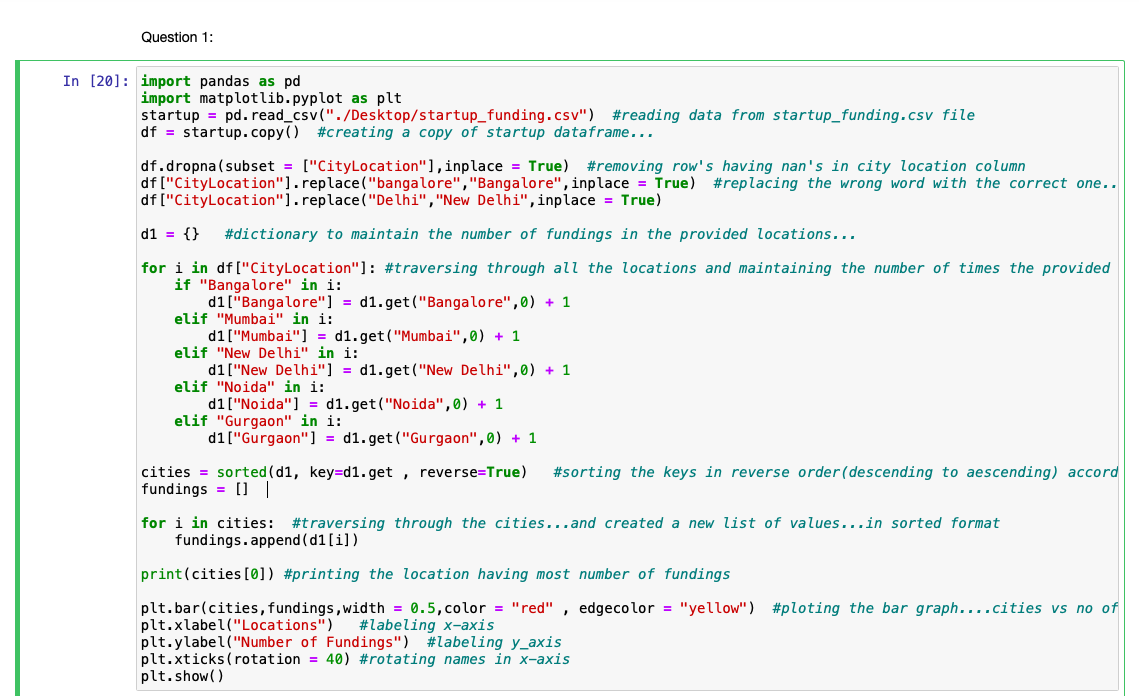 Question 1:
In [20]: import pandas as pd
import matplotlib.pyplot as plt
startup = pd.read_csv("./Desktop/startup_funding.csv")  #reading data from startup_funding.csv file
df = startup.copy()  #creating a copy of startup dataframe...

df.dropna(subset = ["CityLocation"],inplace = True)  #removing row's having nan's in city location column
df["CityLocation"].replace("bangalore","Bangalore",inplace = True)  #replacing the wrong word with the correct one..
df["CityLocation"].replace("Delhi","New Delhi",inplace = True)

d1 = {}   #dictionary to maintain the number of fundings in the provided locations...

for i in df["CityLocation"]: #traversing through all the locations and maintaining the number of times the provided
    if "Bangalore" in i:
        d1["Bangalore"] = d1.get("Bangalore",0) + 1
    elif "Mumbai" in i:
        d1["Mumbai"] = d1.get("Mumbai",0) + 1
    elif "New Delhi" in i:
        d1["New Delhi"] = d1.get("New Delhi",0) + 1
    elif "Noida" in i:
        d1["Noida"] = d1.get("Noida",0) + 1
    elif "Gurgaon" in i:
        d1["Gurgaon"] = d1.get("Gurgaon",0) + 1

cities = sorted(d1, key=d1.get , reverse=True)   #sorting the keys in reverse order(descending to aescending) accord
fundings = []

for i in cities:  #traversing through the cities...and created a new list of values...in sorted format
    fundings.append(d1[i])

print(cities[0]) #printing the location having most number of fundings

plt.bar(cities,fundings,width = 0.5,color = "red" , edgecolor = "yellow")  #ploting the bar graph....cities vs no of
plt.xlabel("Locations")   #labeling x-axis
plt.ylabel("Number of Fundings")  #labeling y_axis
plt.xticks(rotation = 40) #rotating names in x-axis
plt.show()